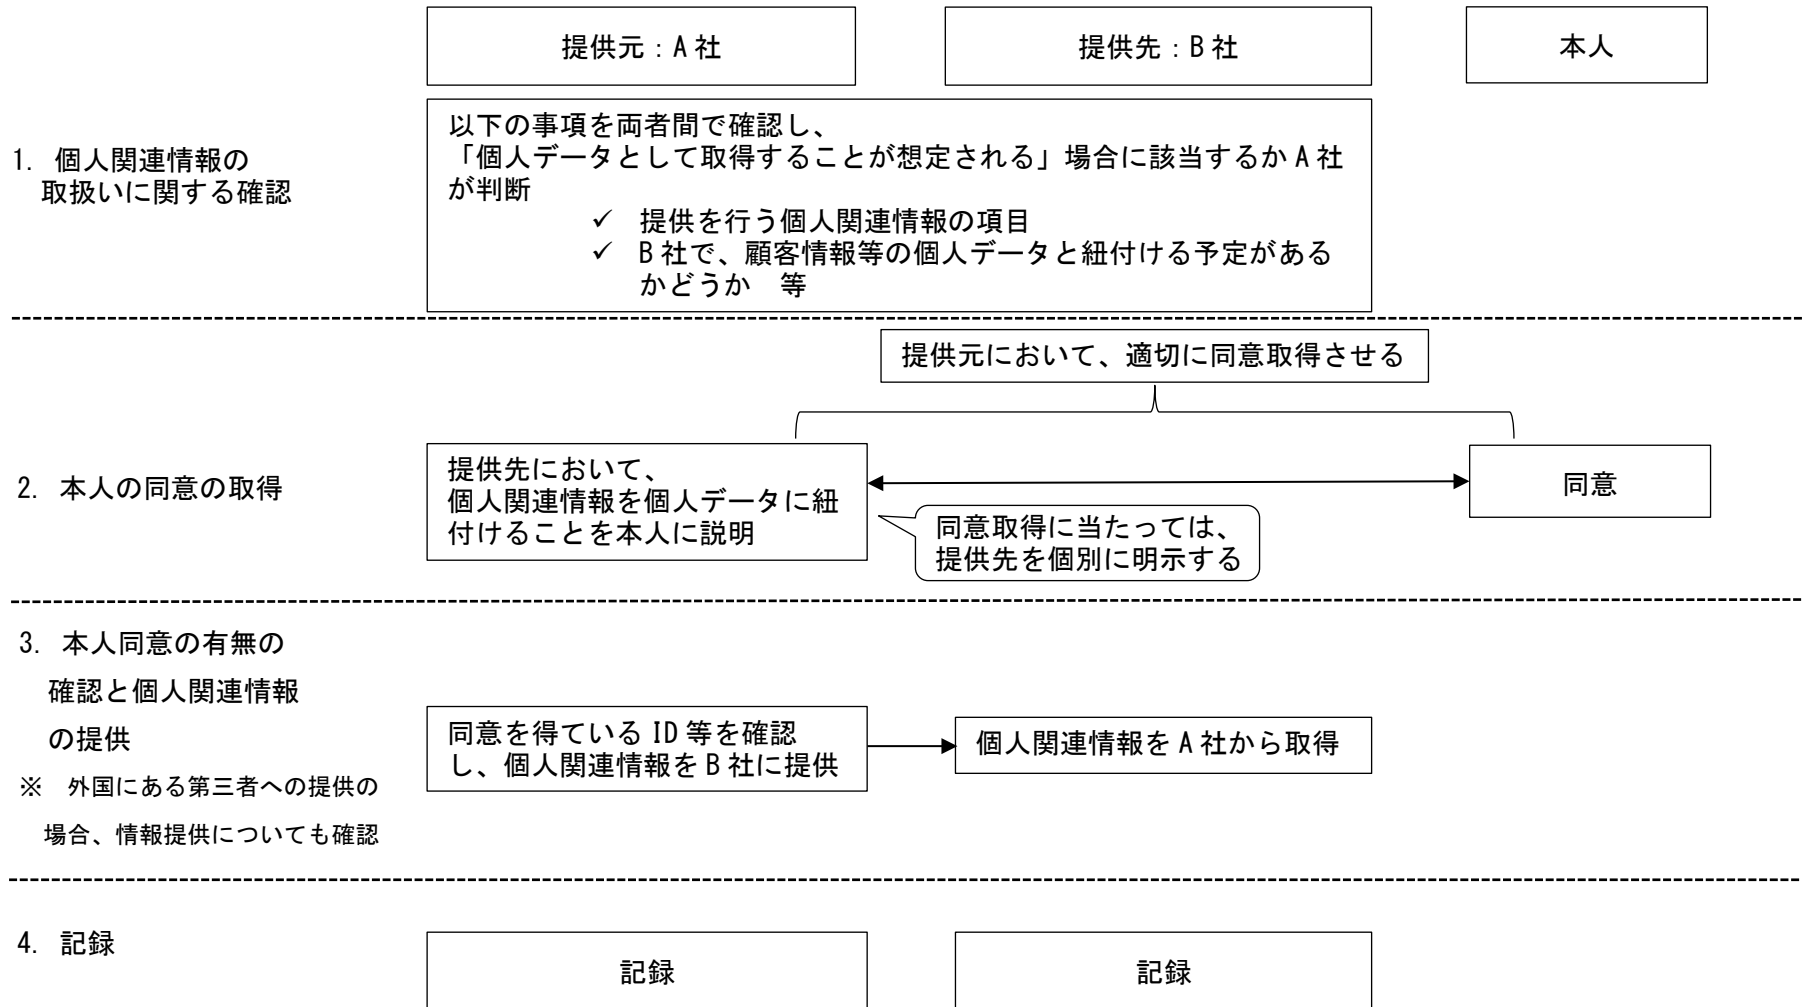 提供元：A 社
提供先：B 社
本人
1. 個人関連情報の
取扱いに関する確認
以下の事項を両者間で確認し、
「個人データとして取得することが想定される」場合に該当するか A 社
が判断
✓ 提供を行う個人関連情報の項目
✓ B 社で、顧客情報等の個人データと紐付ける予定がある
かどうか 等
提供元において、適切に同意取得させる
2. 本人の同意の取得
提供先において、
個人関連情報を個人データに紐
付けることを本人に説明
同意
同意取得に当たっては、
提供先を個別に明示する
3. 本人同意の有無の
確認と個人関連情報
の提供
※ 外国にある第三者への提供の
場合、情報提供についても確認
同意を得ている ID 等を確認
し、個人関連情報を B 社に提供
個人関連情報を A 社から取得
4. 記録
記録
記録